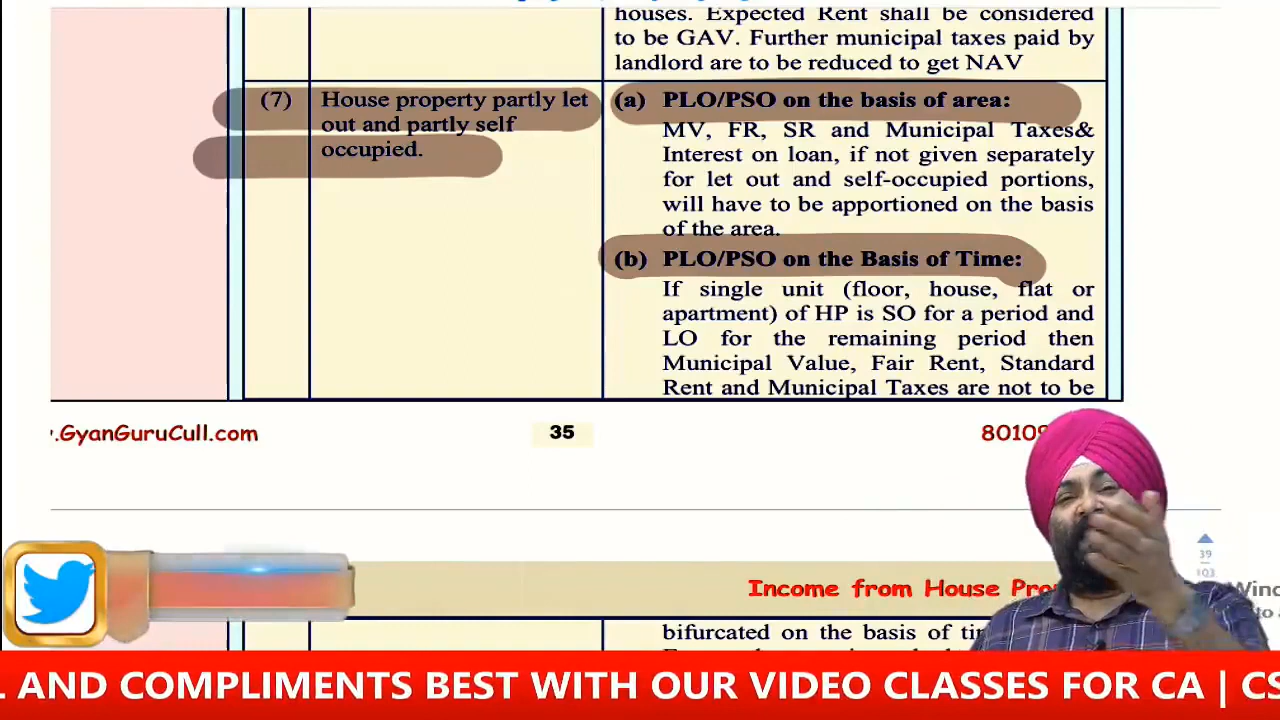 houses. Expected Rent shall be considered
to be GAV. Further municipal taxes paid by
landlord are to be reduced to get NAV
(7) House property partly let
out and partly self
occupied.
(a) PLO/PSO on the basis of area:
MV, FR, SR and Municipal Taxes&
Interest on loan, if not given separately
for let out and self-occupied portions,
will have to be apportioned on the basis
of the area.
(b) PLO/PSO on the Basis of Time:
If single unit (floor, house, flat or
apartment) of HP is SO for a period and
LO for the remaining period then
Municipal Value, Fair Rent, Standard
Rent and Municipal Taxes are not to be
.GyanGuruCull.com
35
8010
39
103
Income from House Pro
bifurcated on the basis of
AND COMPLIMENTS BEST WITH OUR VIDEO CLASSES FOR CA | CS